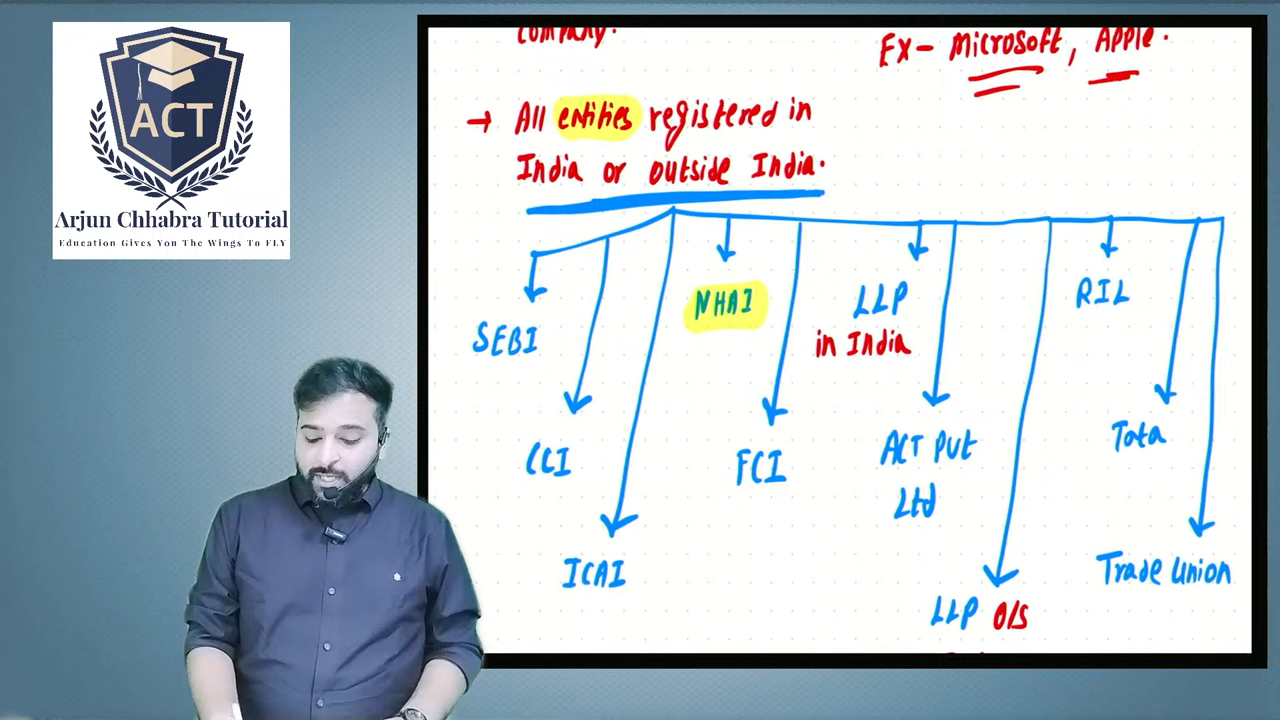 ACT
Arjun Chhabra Tutorial
Education Gives You The Wings To FLY
company.
Ex- Microsoft, Apple.
→ All entities registered in
India or outside India.
SEBI
CCI
ICAI
NHAI
FCI
LLP
in India
ACT Pvt
Ltd
LLP O/S
RIL
Tata
Trade Union